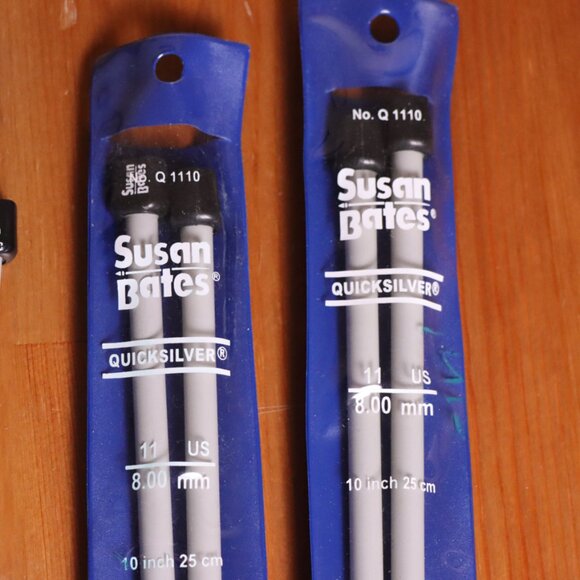 No. Q 1110
Susan
Bates
Susan
Bates®
QUICKSILVER®
11 US
8.00 mm
10 inch 25 cm
No. Q 1110
Susan
Bates®
QUICKSILVER®
11 US
8.00 mm
10 inch 25 cm